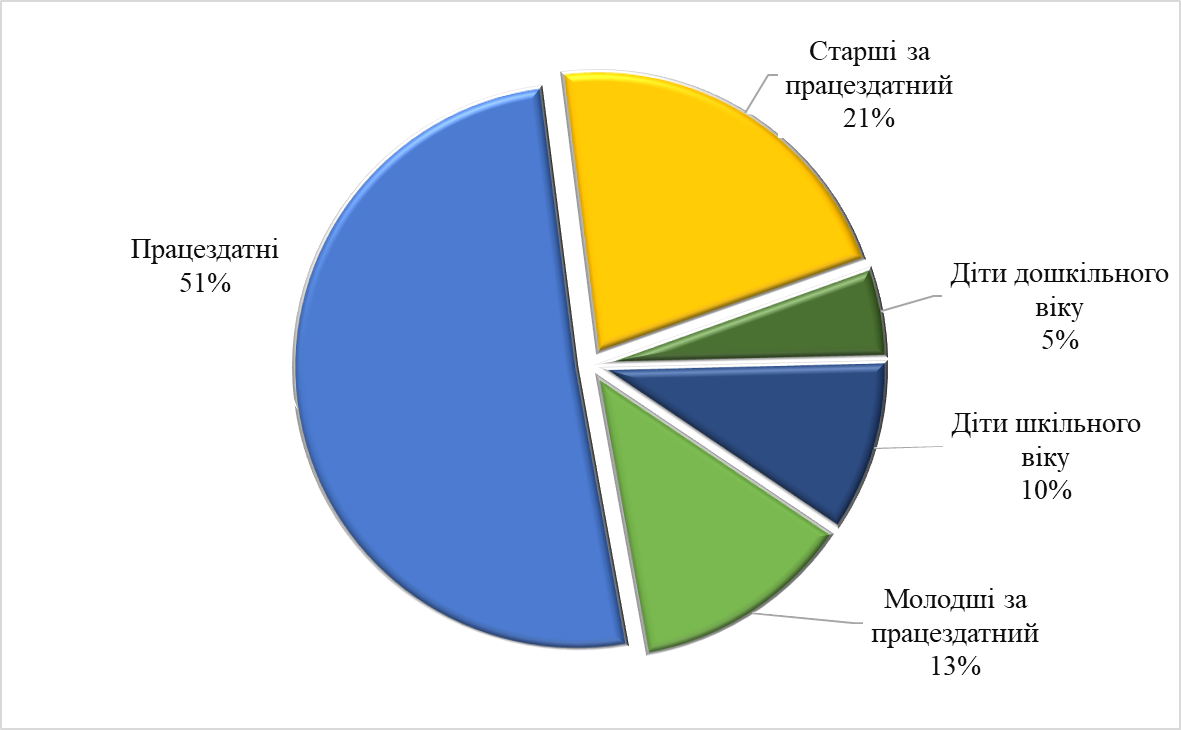 Старші за
працездатний
21%
Працездатні
51%
Діти дошкільного
віку
5%
Діти шкільного
віку
10%
Молодші за
працездатний
13%